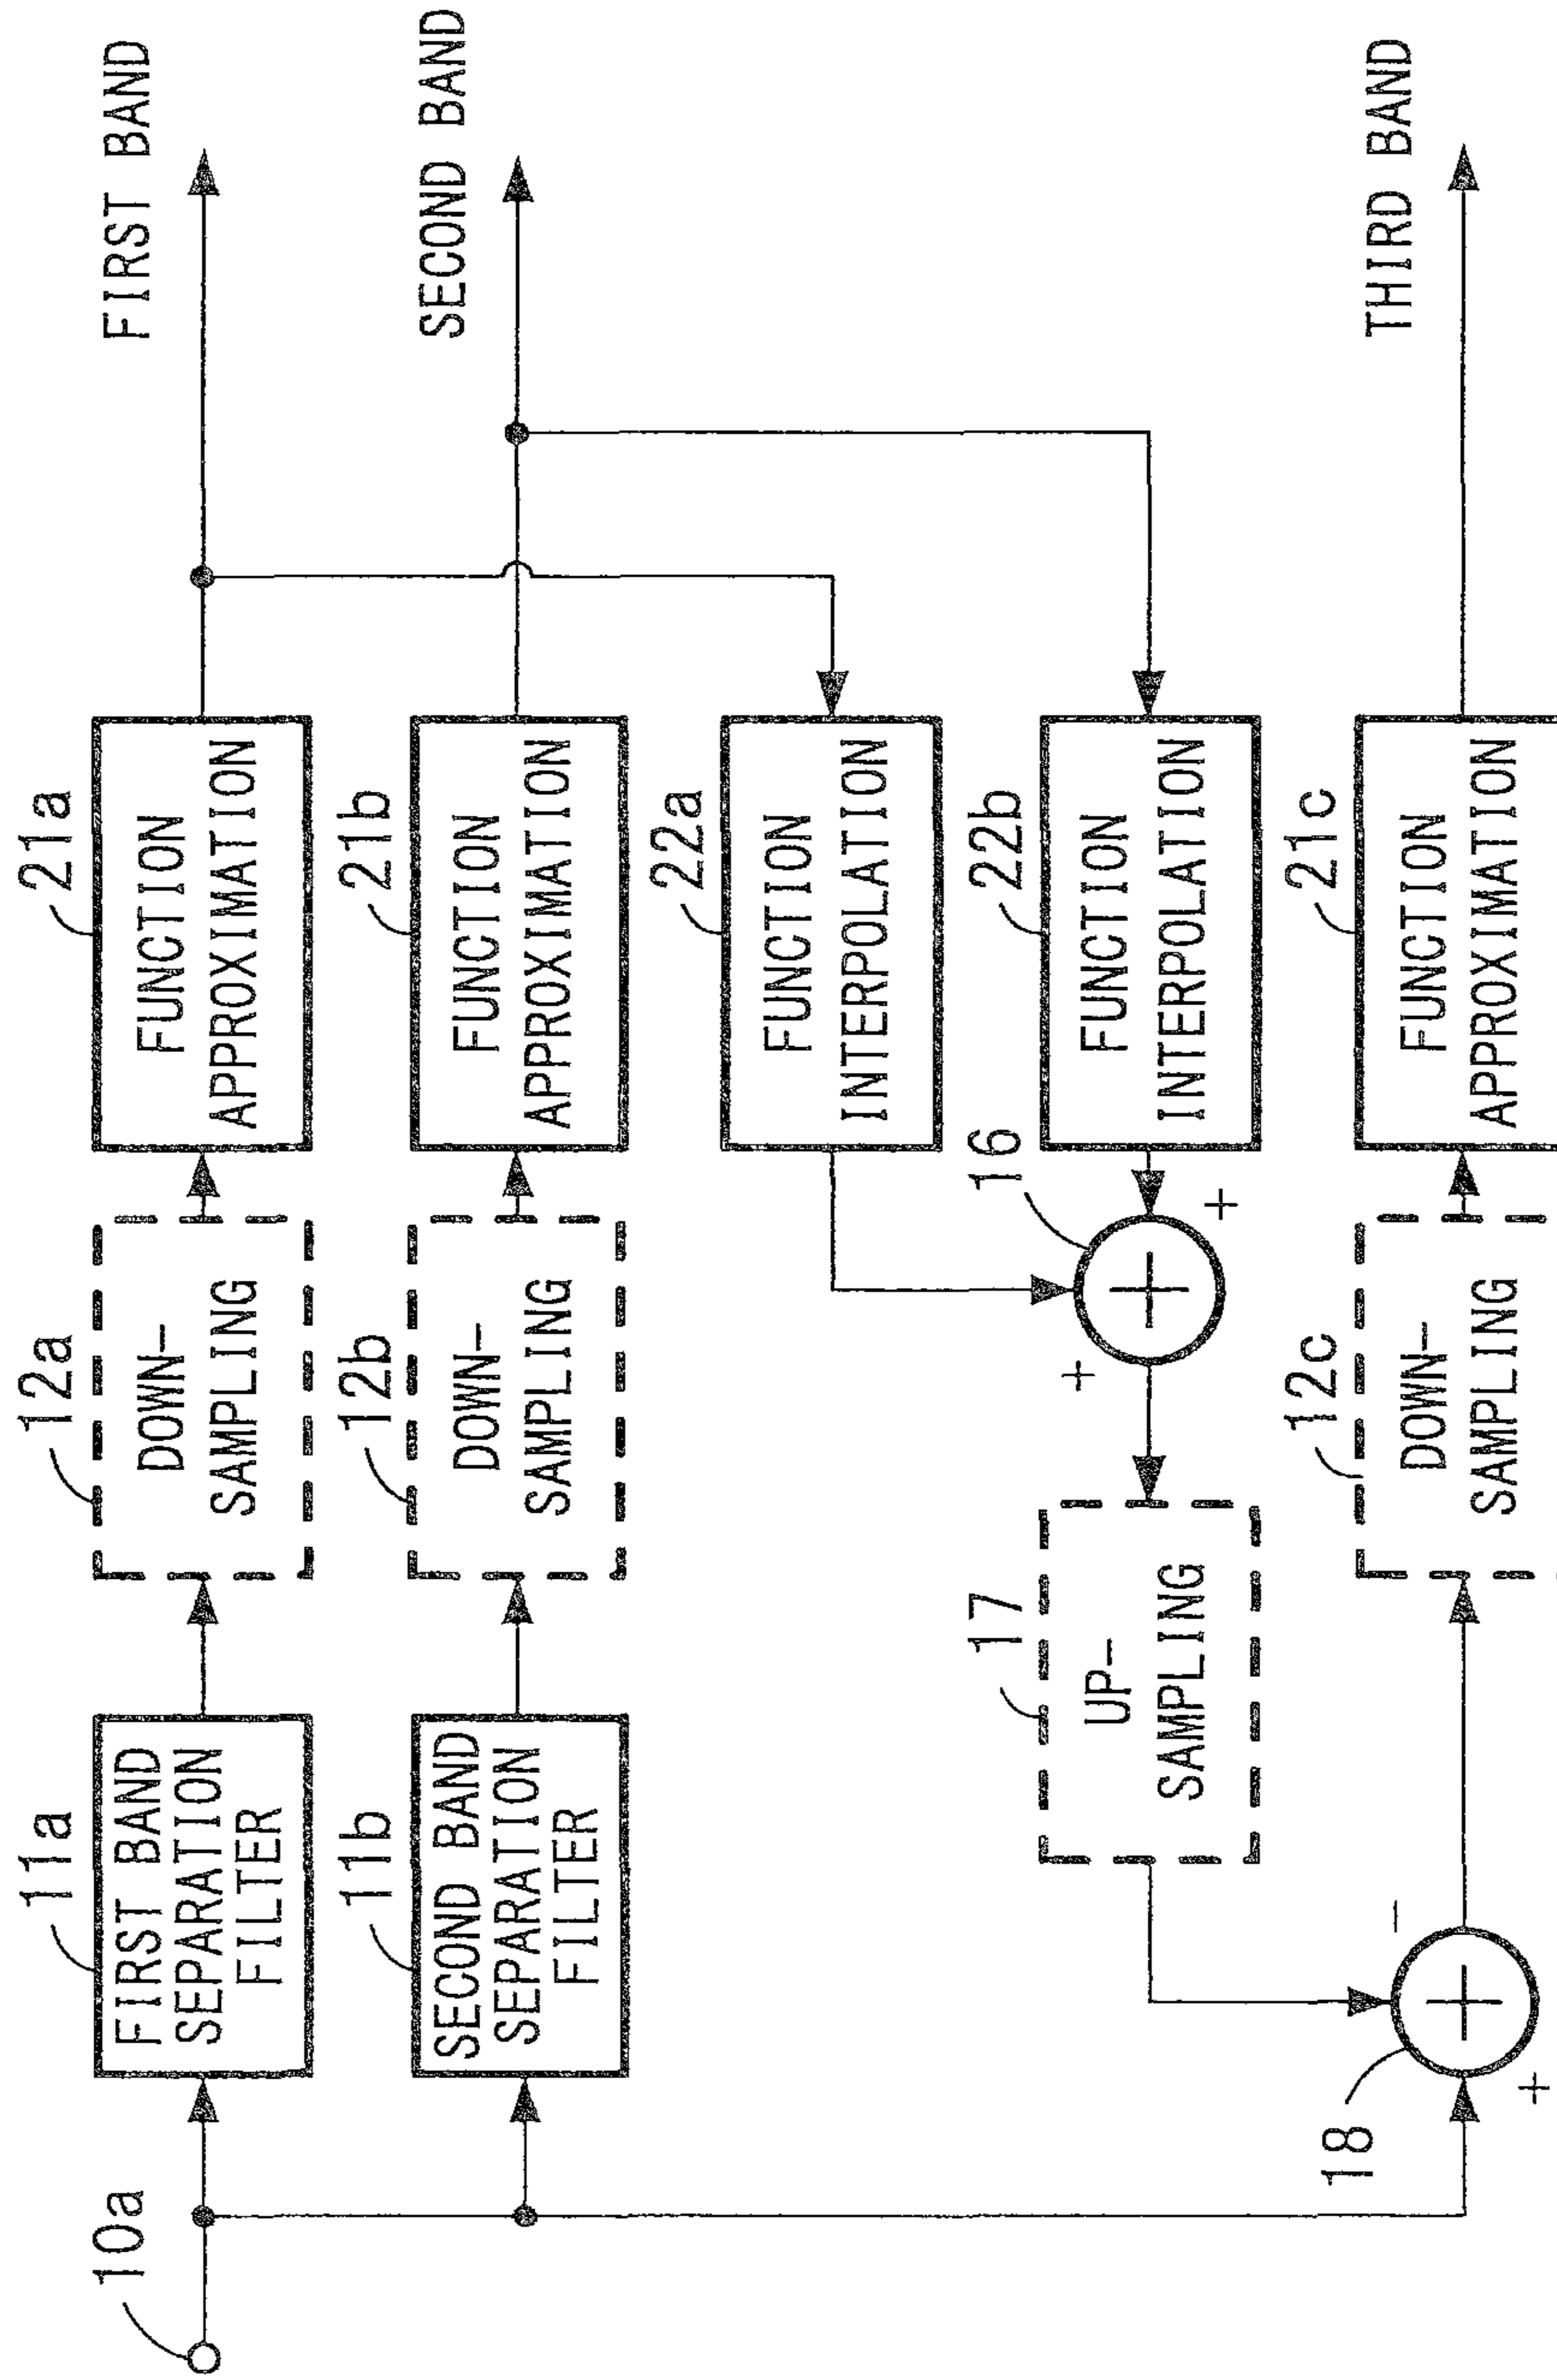 10a
11a
FIRST BAND
SEPARATION
FILTER
12a
DOWN-
SAMPLING
21a
FUNCTION
APPROXIMATION
FIRST BAND
11b
SECOND BAND
SEPARATION
FILTER
12b
DOWN-
SAMPLING
21b
FUNCTION
APPROXIMATION
SECOND BAND
22a
FUNCTION
INTERPOLATION
17
UP-
SAMPLING
16
+
+
+
22b
FUNCTION
INTERPOLATION
18
+
−
+
12c
DOWN-
SAMPLING
21c
FUNCTION
APPROXIMATION
THIRD BAND